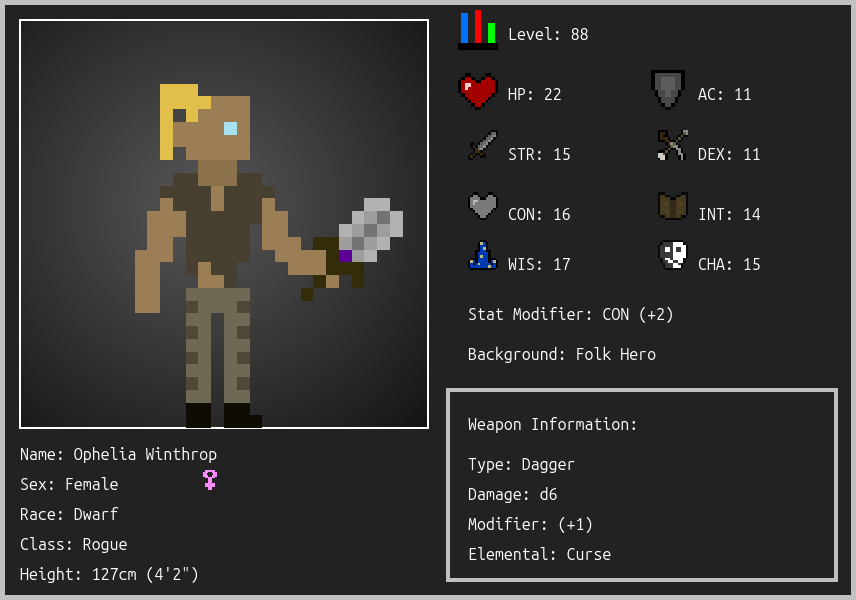 Level: 88
HP: 22
AC: 11
STR: 15
DEX: 11
CON: 16
INT: 14
WIS: 17
CHA: 15
Stat Modifier: CON (+2)
Background: Folk Hero
Name: Ophelia Winthrop
Sex: Female
Race: Dwarf
Class: Rogue
Height: 127cm (4'2")
Weapon Information:
Type: Dagger
Damage: d6
Modifier: (+1)
Elemental: Curse